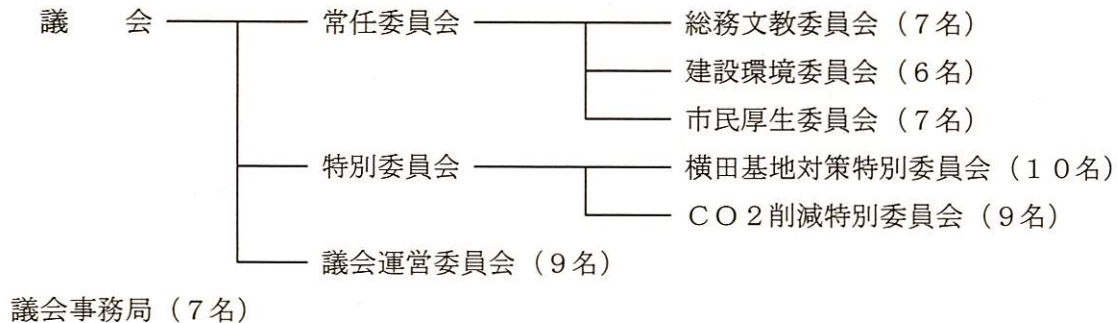 議　　会　常任委員会　総務文教委員会（７名）
建設環境委員会（６名）
市民厚生委員会（７名）
特別委員会　横田基地対策特別委員会（１０名）
ＣＯ２削減特別委員会（９名）
議会運営委員会（９名）
議会事務局（７名）